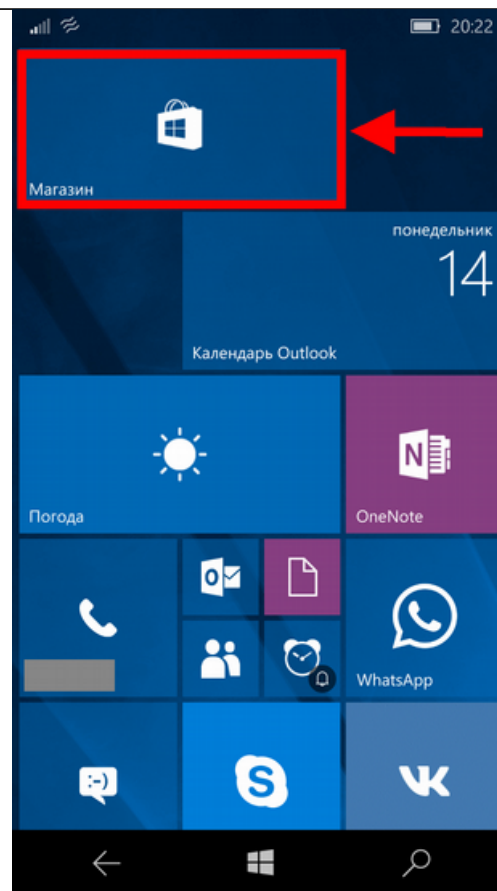 20:22
Магазин
понедельник
14
Календарь Outlook
Погода
OneNote
WhatsApp